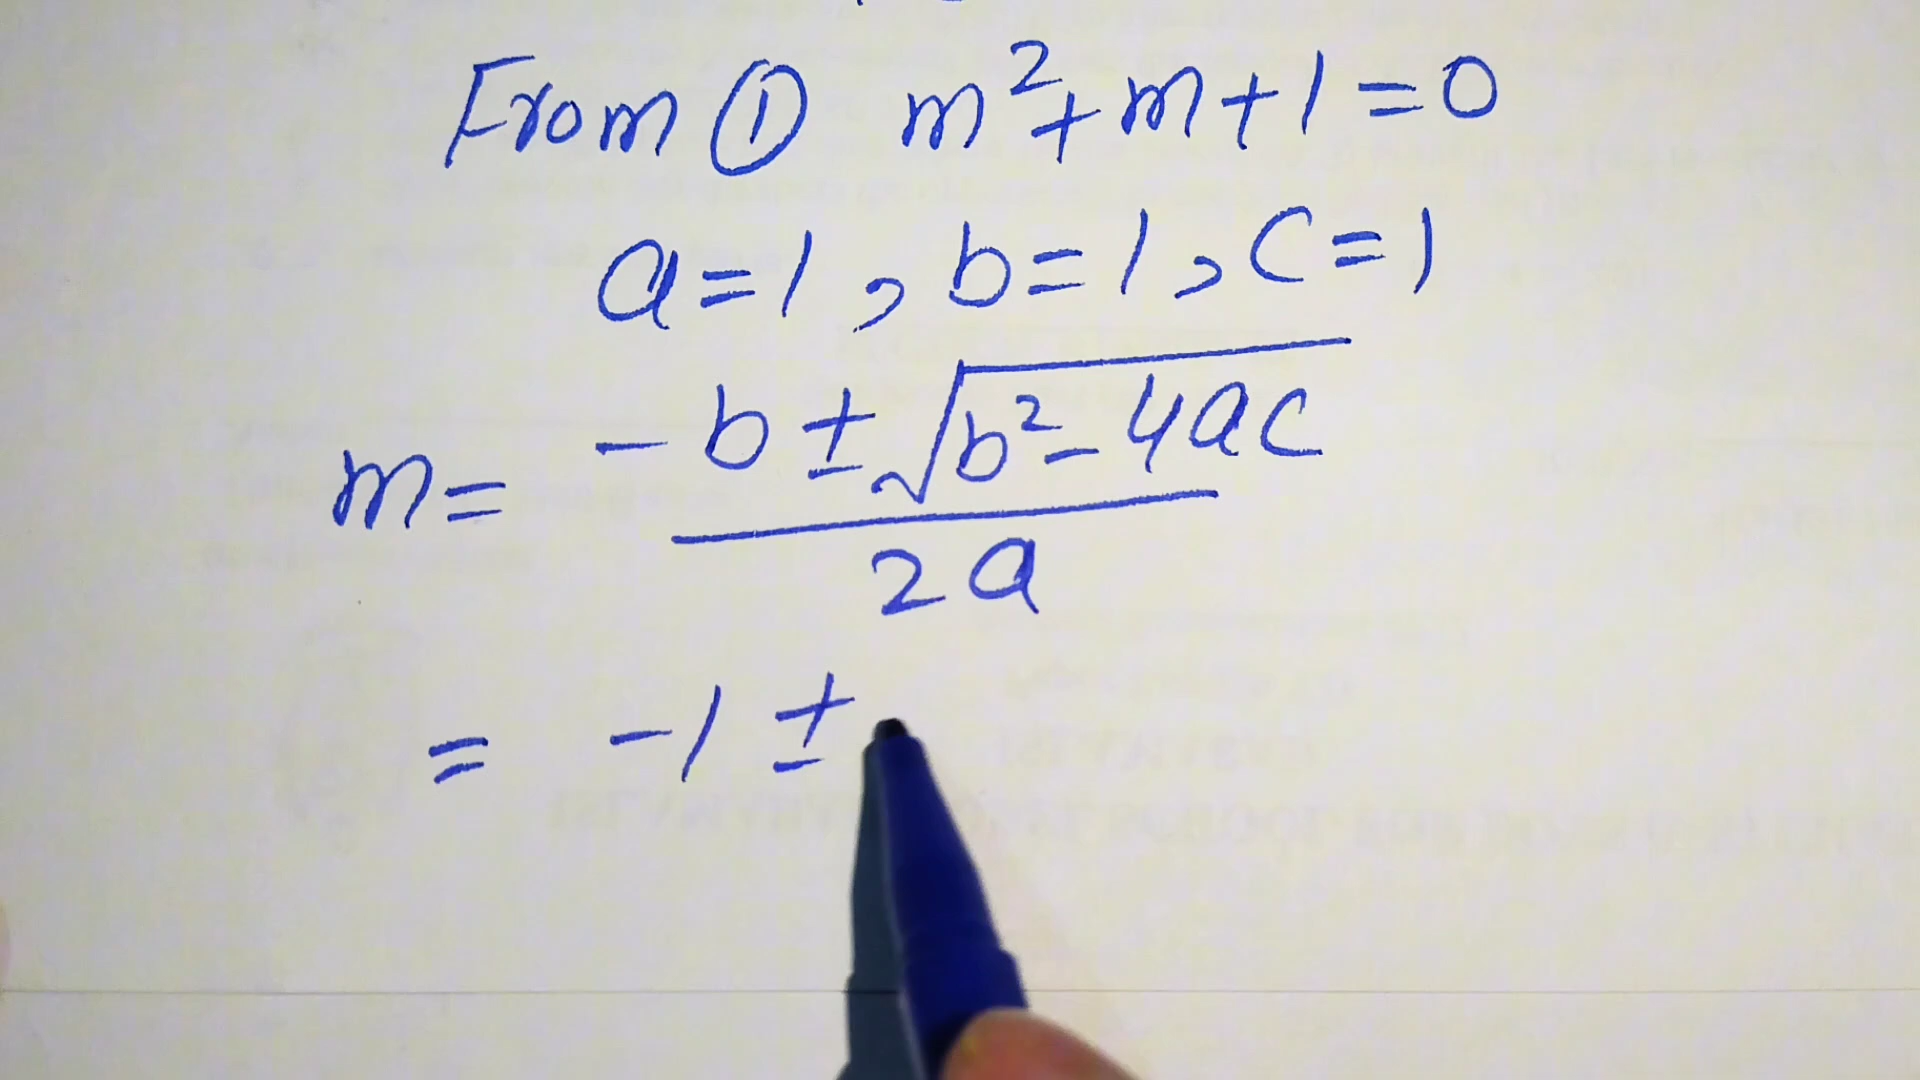 From ① m²+m+1=0
a=1, b=1, c=1
m= -b±√b²-4ac
2a
= -1 ±